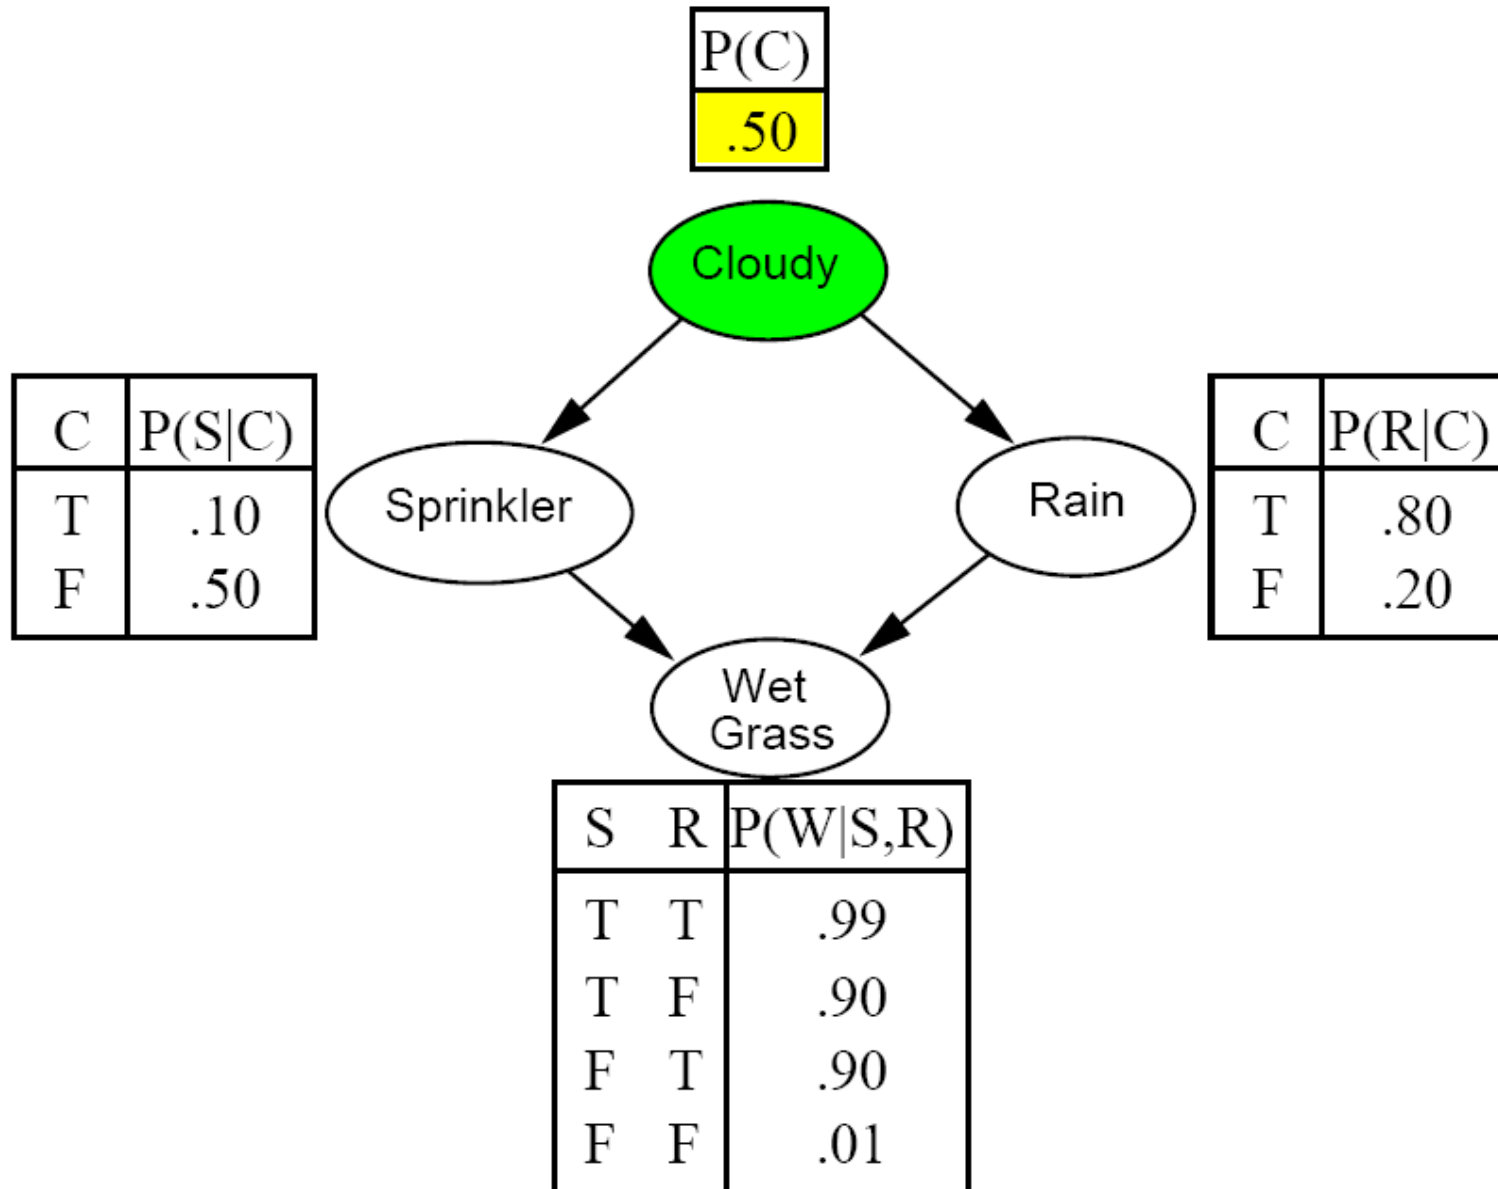 P(C)
.50
Cloudy
C P(S|C)
T .10
F .50
Sprinkler
Rain
C P(R|C)
T .80
F .20
Wet
Grass
S R P(W|S,R)
T T .99
T F .90
F T .90
F F .01